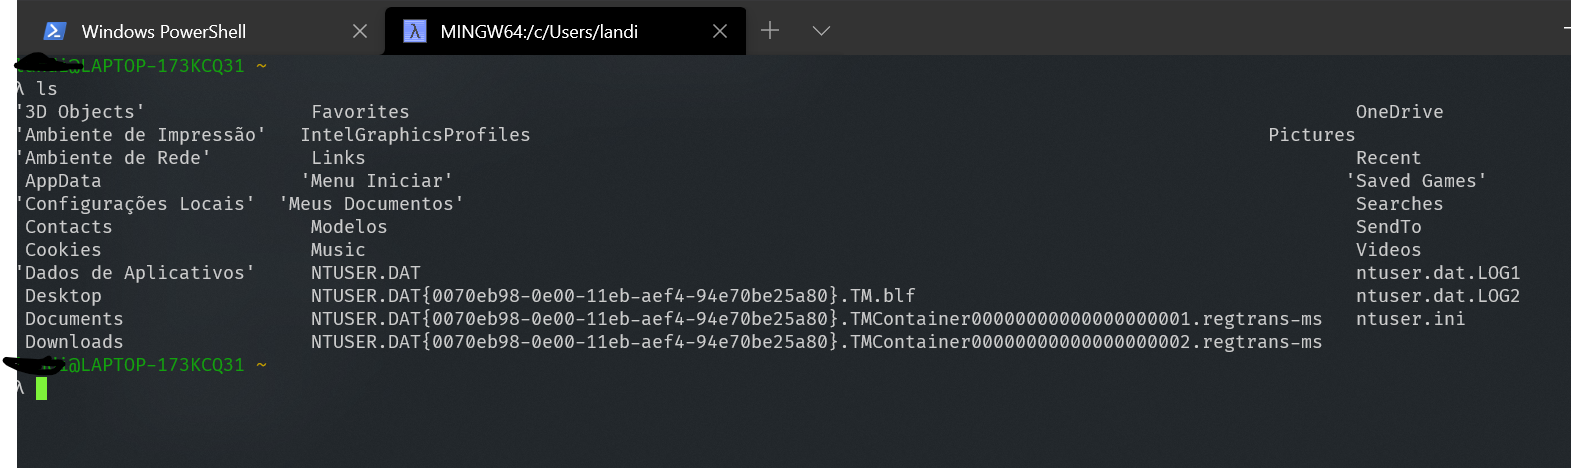 Windows PowerShell MINGW64:/c/Users/landi
@LAPTOP-173KCQ31 ~
λ ls
'3D Objects' Favorites OneDrive
'Ambiente de Impressão' IntelGraphicsProfiles Pictures
'Ambiente de Rede' Links Recent
AppData 'Menu Iniciar' 'Saved Games'
'Configurações Locais' 'Meus Documentos' Searches
Contacts Modelos SendTo
Cookies Music Videos
'Dados de Aplicativos' NTUSER.DAT ntuser.dat.LOG1
Desktop NTUSER.DAT{0070eb98-0e00-11eb-aef4-94e70be25a80}.TM.blf ntuser.dat.LOG2
Documents NTUSER.DAT{0070eb98-0e00-11eb-aef4-94e70be25a80}.TMContainer00000000000000000001.regtrans-ms ntuser.ini
Downloads NTUSER.DAT{0070eb98-0e00-11eb-aef4-94e70be25a80}.TMContainer00000000000000000002.regtrans-ms
@LAPTOP-173KCQ31 ~
λ